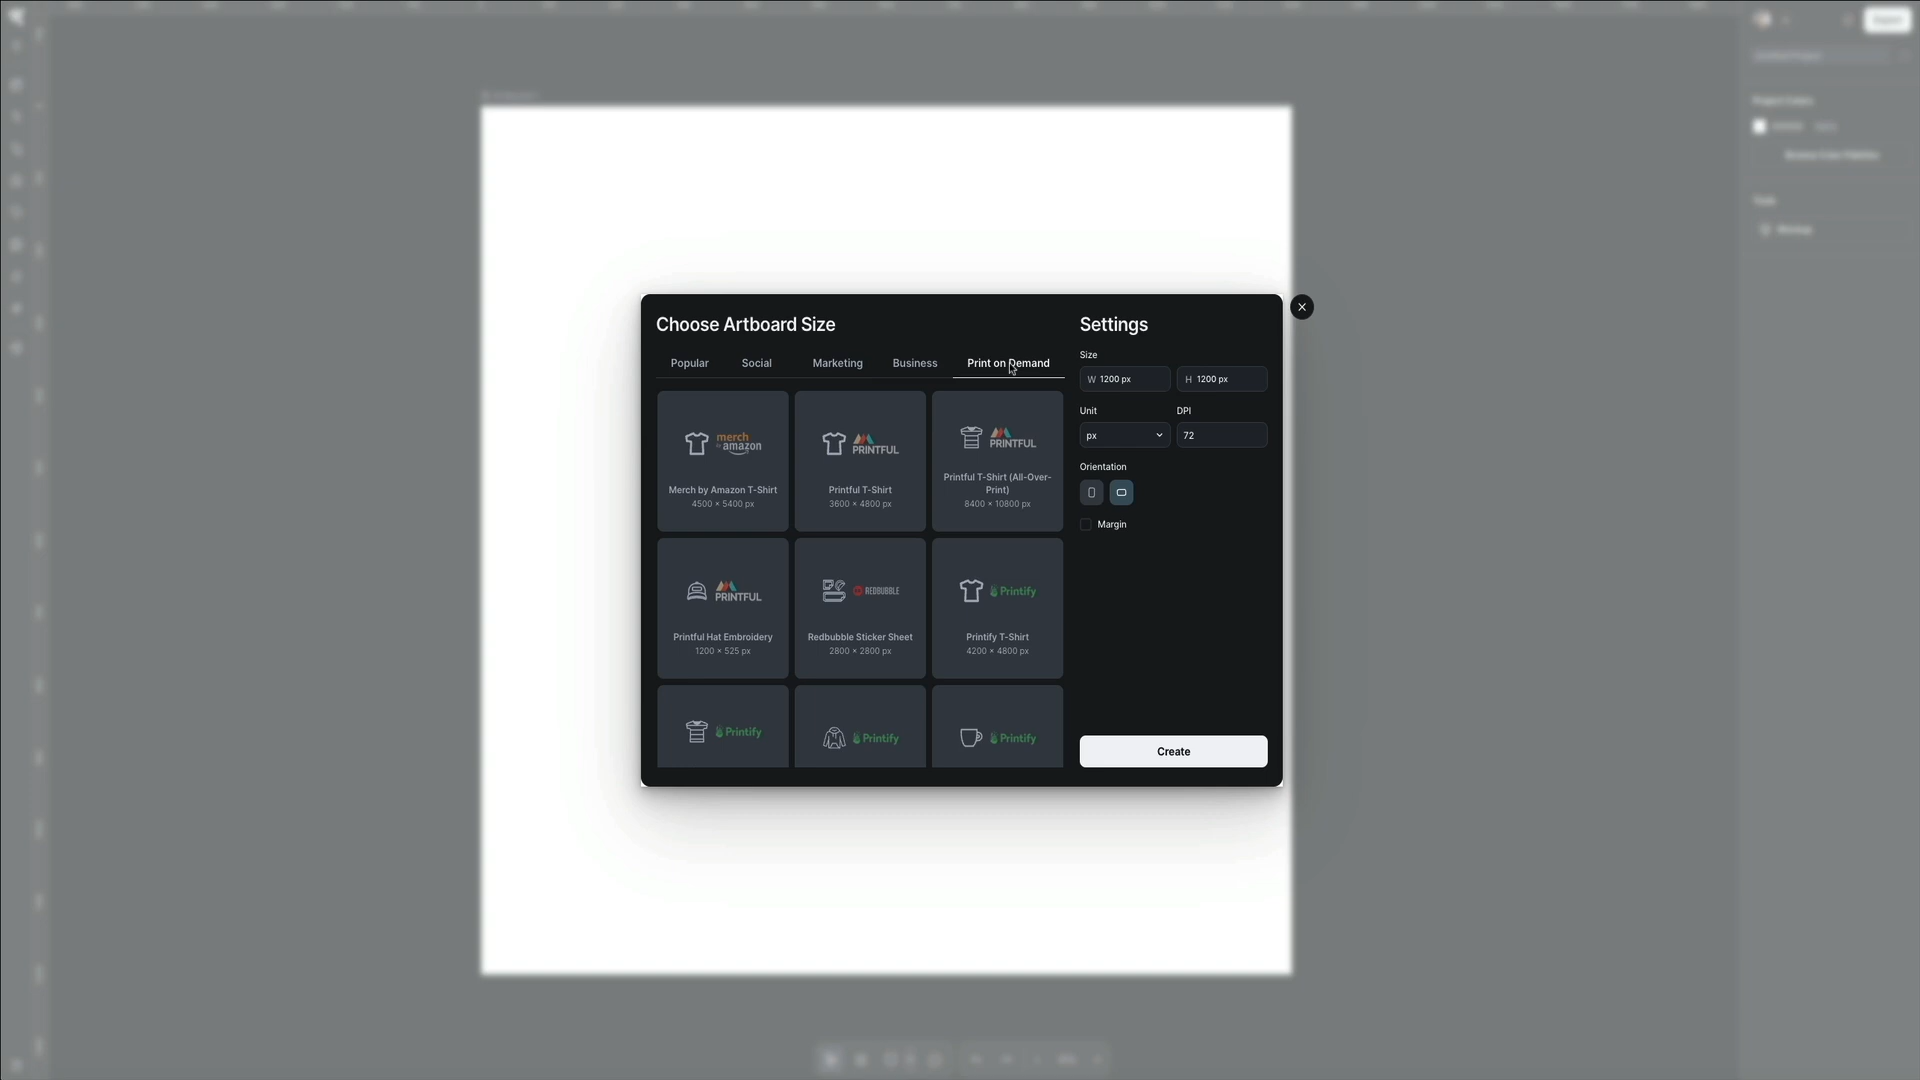 Choose Artboard Size
Popular
Social
Marketing
Business
Print on Demand
merch
by amazon
Merch by Amazon T-Shirt
4500 × 5400 px
PRINTFUL
Printful T-Shirt
3600 × 4800 px
PRINTFUL
Printful T-Shirt (All-Over-
Print)
8400 × 10800 px
PRINTFUL
Printful Hat Embroidery
1200 × 525 px
REDBUBBLE
Redbubble Sticker Sheet
2800 × 2800 px
Printify
Printify T-Shirt
4200 × 4800 px
Printify
Printify
Printify
Settings
Size
W 1200 px
H 1200 px
Unit
DPI
px
72
Orientation
Margin
Create